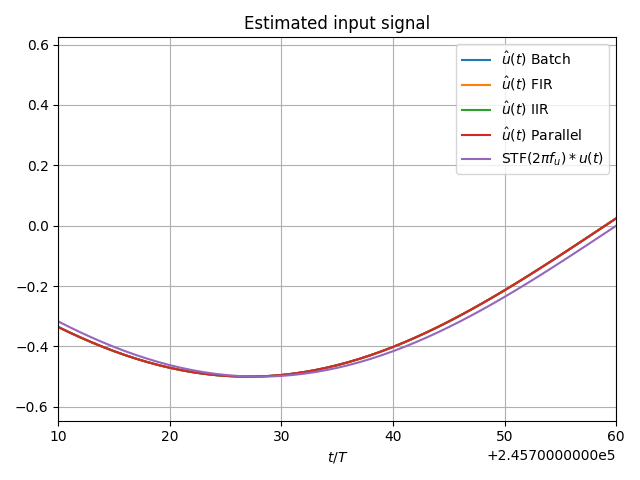 Estimated input signal
0.6
0.4
0.2
0.0
−0.2
−0.4
−0.6
û(t) Batch
û(t) FIR
û(t) IIR
û(t) Parallel
STF(2πf_u) * u(t)
10 20 30 40 50 60
t/T
+2.4570000000e5